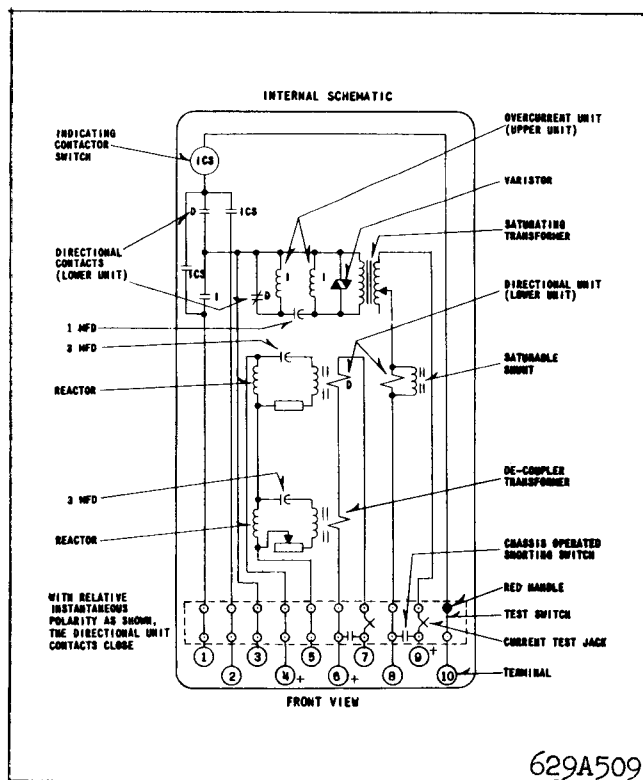 INTERNAL SCHEMATIC
INDICATING
CONTACTOR
SWITCH
ICS
OVERCURRENT UNIT
(UPPER UNIT)
VARISTOR
D
ICS
SATURATING
TRANSFORMER
DIRECTIONAL
CONTACTS
(LOWER UNIT)
ICS
I
D
I
I
DIRECTIONAL UNIT
(LOWER UNIT)
1 MFD
3 MFD
REACTOR
D
SATURABLE
SHUNT
3 MFD
DE-COUPLER
TRANSFORMER
REACTOR
CHASSIS OPERATED
SHORTING SWITCH
RED HANDLE
TEST SWITCH
CURRENT TEST JACK
WITH RELATIVE
INSTANTANEOUS
POLARITY AS SHOWN,
THE DIRECTIONAL UNIT
CONTACTS CLOSE
1 3 5 7 9 +
2 4 + 6 + 8 10
TERMINAL
FRONT VIEW
629A509